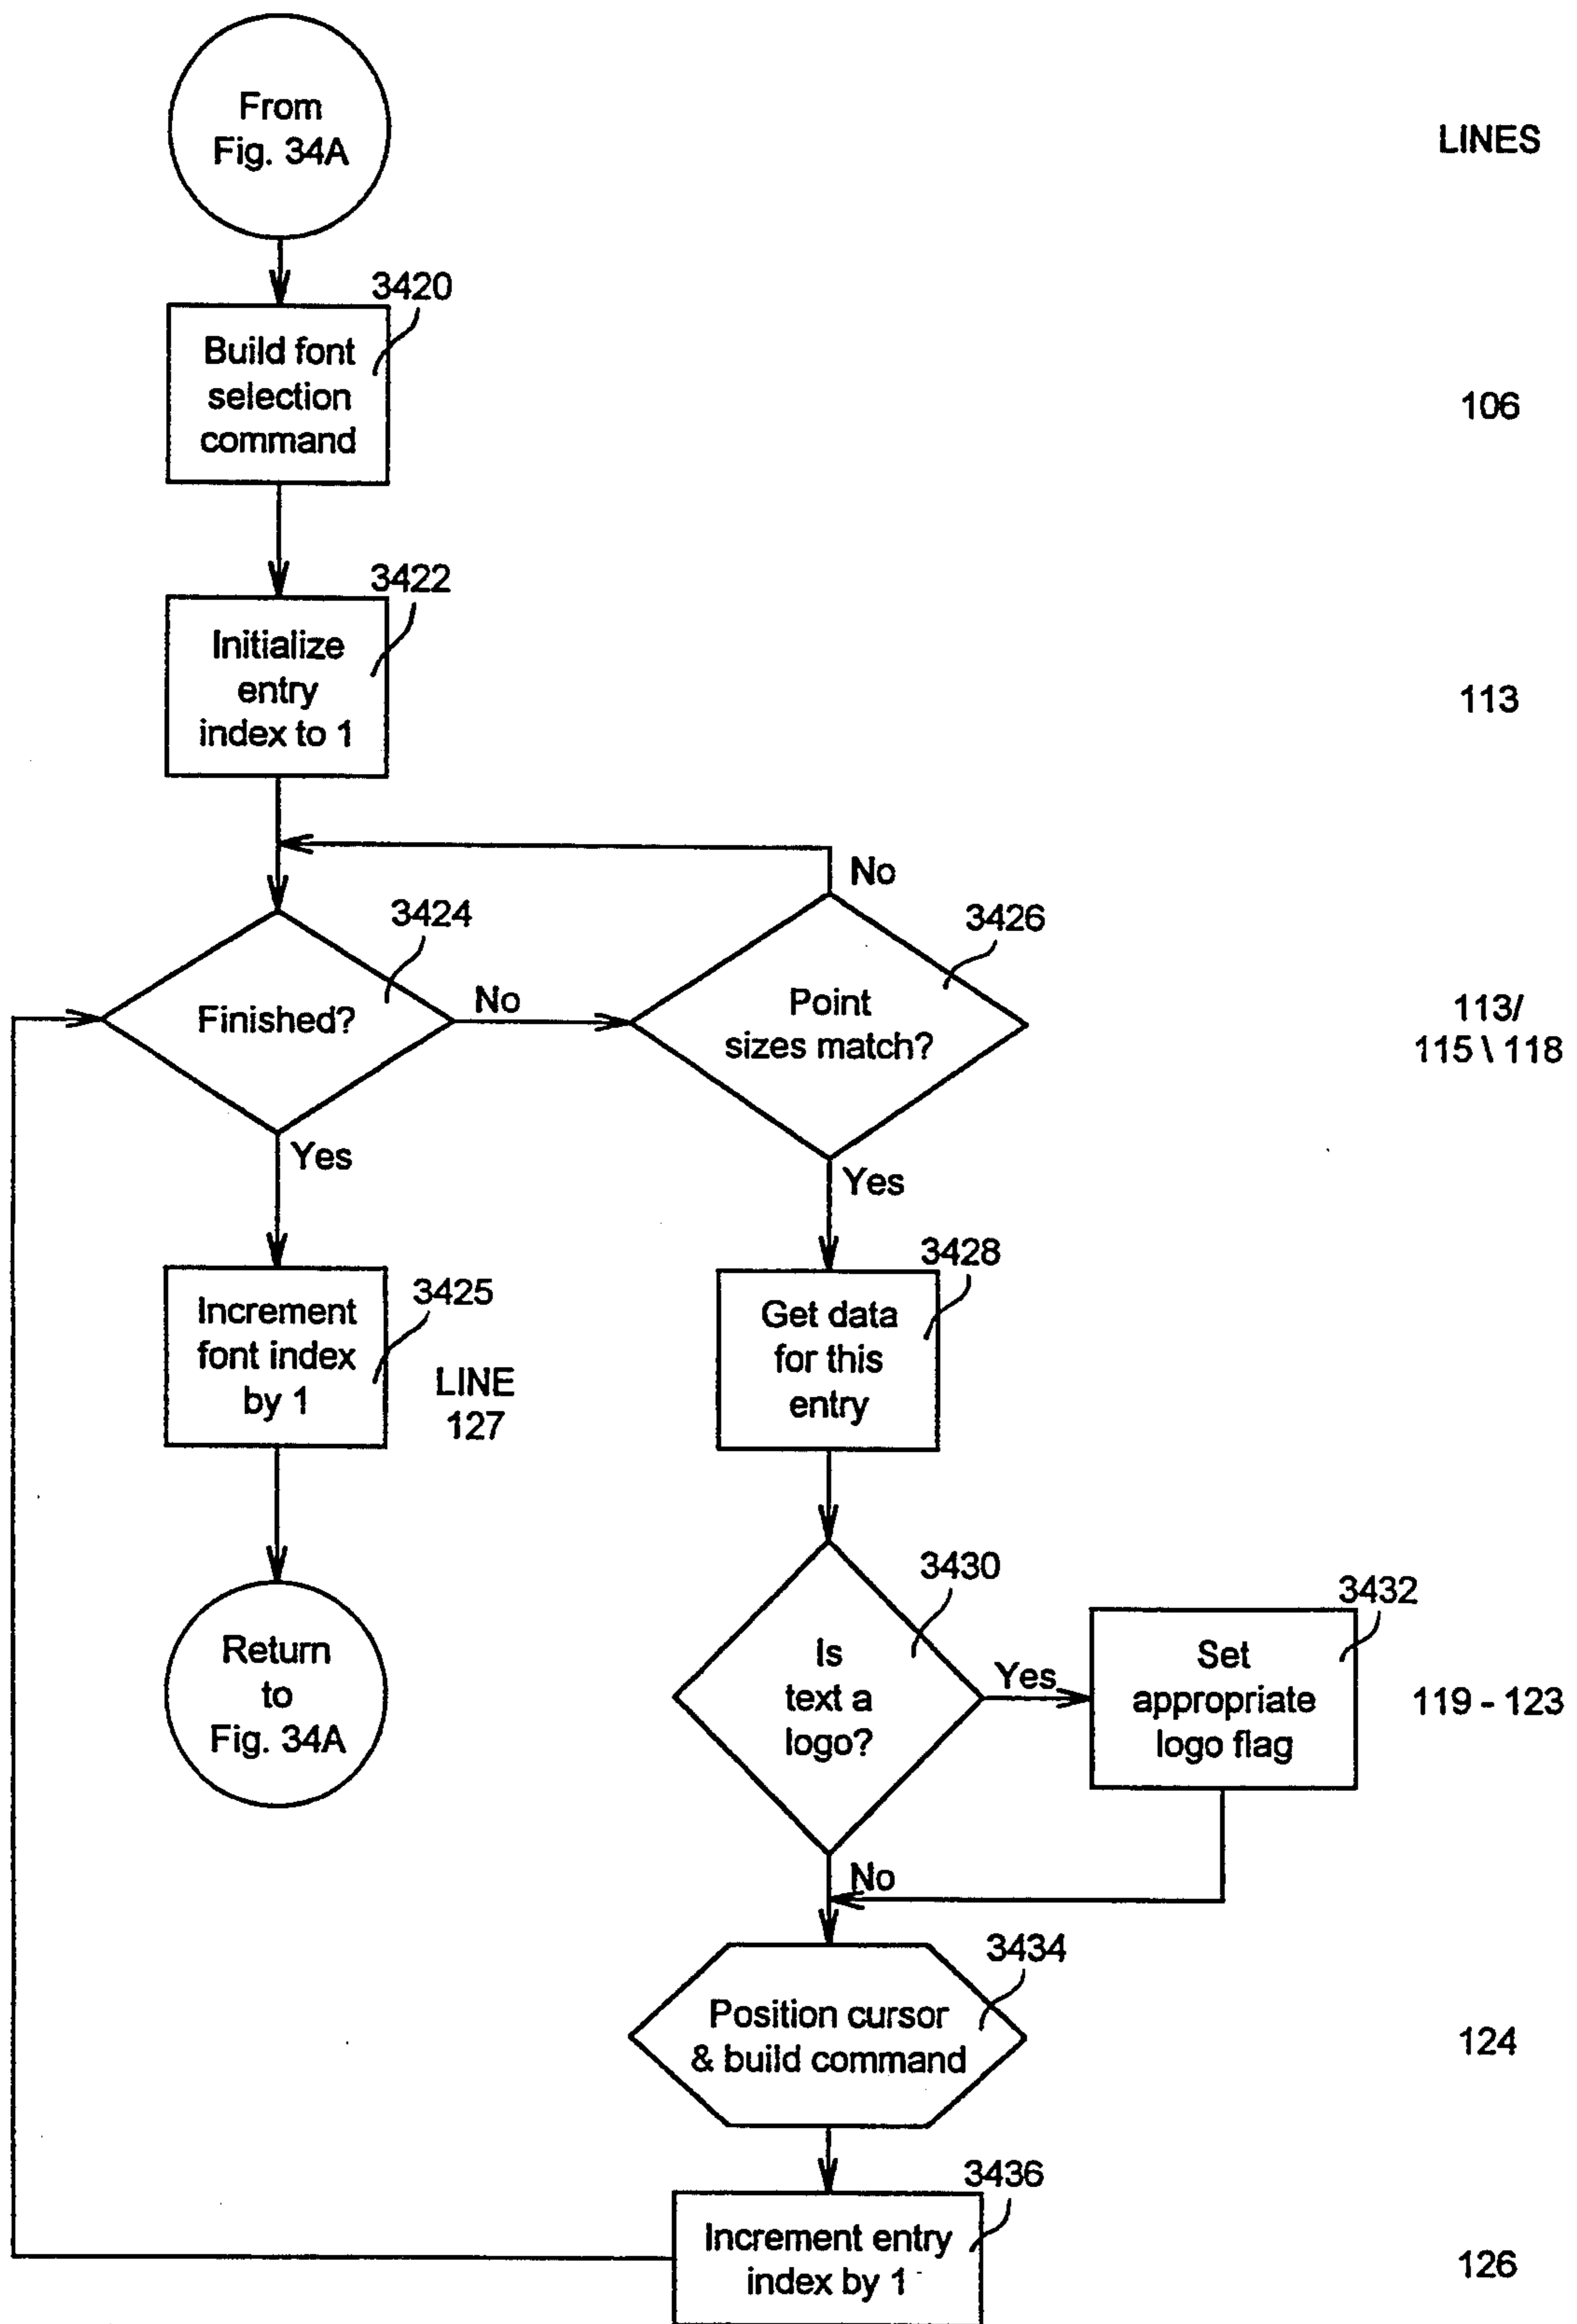 From
Fig. 34A
LINES
3420
Build font
selection
command
106
3422
Initialize
entry
index to 1
113
No
3424
3426
Finished?
No
Point
sizes match?
113/
115 \ 118
Yes
Yes
3425
Increment
font index
by 1
LINE
127
3428
Get data
for this
entry
3430
3432
Return
to
Fig. 34A
Is
text a
logo?
Yes
Set
appropriate
logo flag
119 - 123
No
3434
Position cursor
& build command
124
3436
Increment entry
index by 1
126